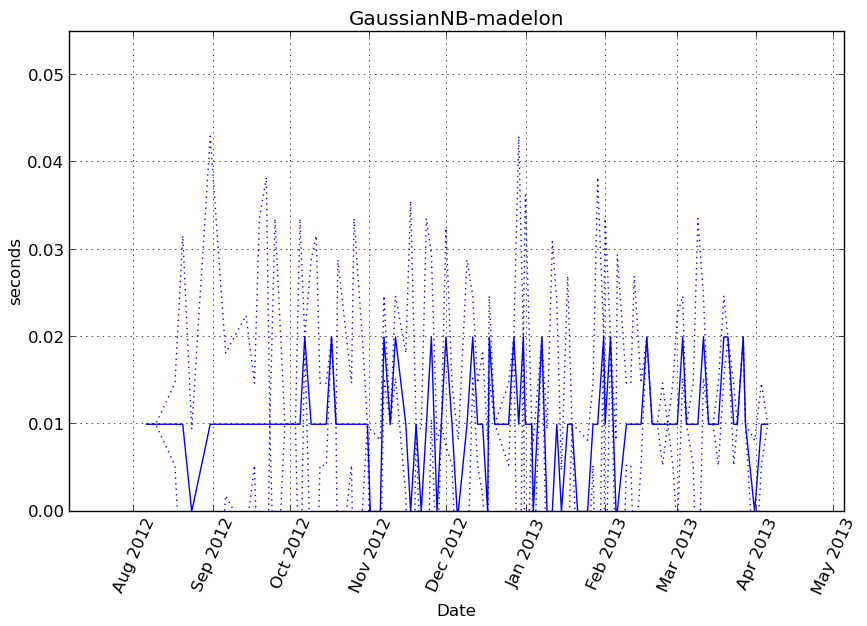 GaussianNB-madelon
0.05
0.04
0.03
0.02
0.01
0.00
seconds
Aug 2012
Sep 2012
Oct 2012
Nov 2012
Dec 2012
Jan 2013
Feb 2013
Mar 2013
Apr 2013
May 2013
Date